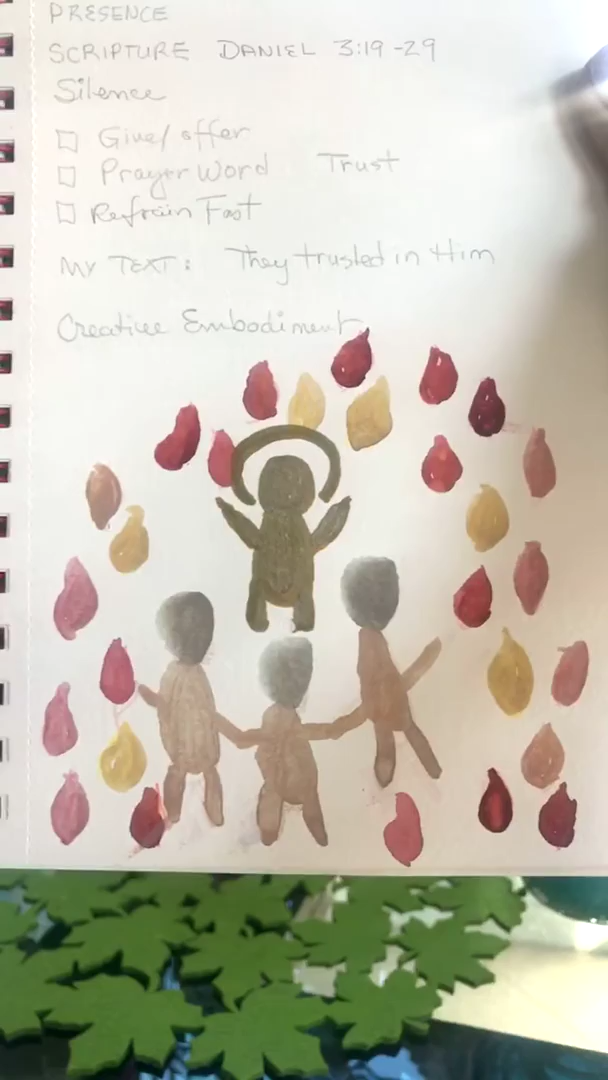 PRESENCE
SCRIPTURE DANIEL 3:19-29
Silence
Give/offer
Prayer Word Trust
Refrain Fast
MY TEXT: They trusted in Him
Creative Embodiment